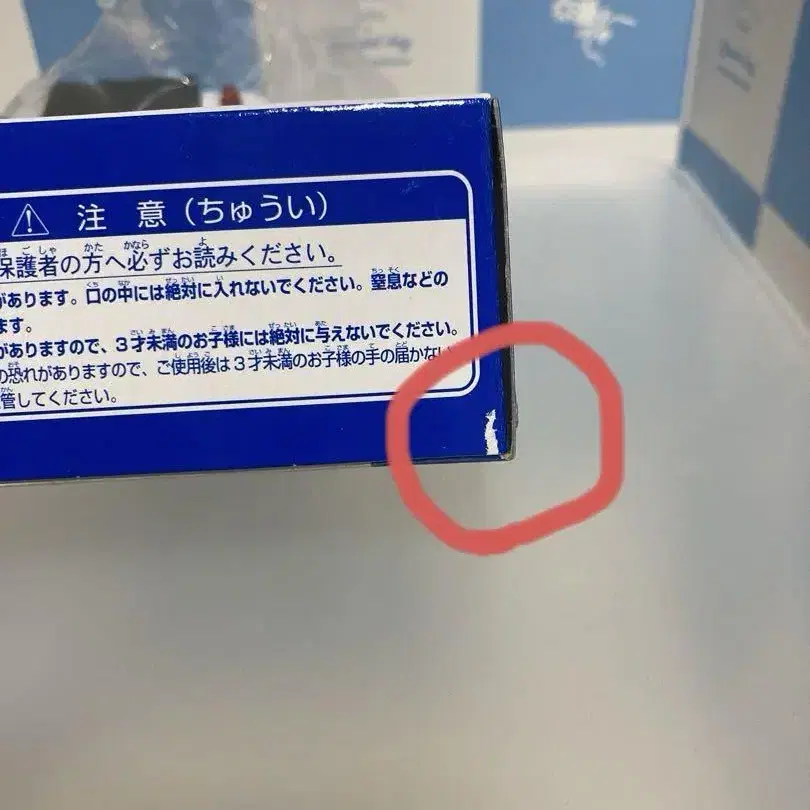 注 意(ちゅうい)
保護者の方へ必ずお読みください。
があります。口の中には絶対に入れないでください。窒息などの
ます。
がありますので、3才未満のお子様には絶対に与えないでください。
の恐れがありますので、ご使用後は3才未満のお子様の手の届かない
管してください。